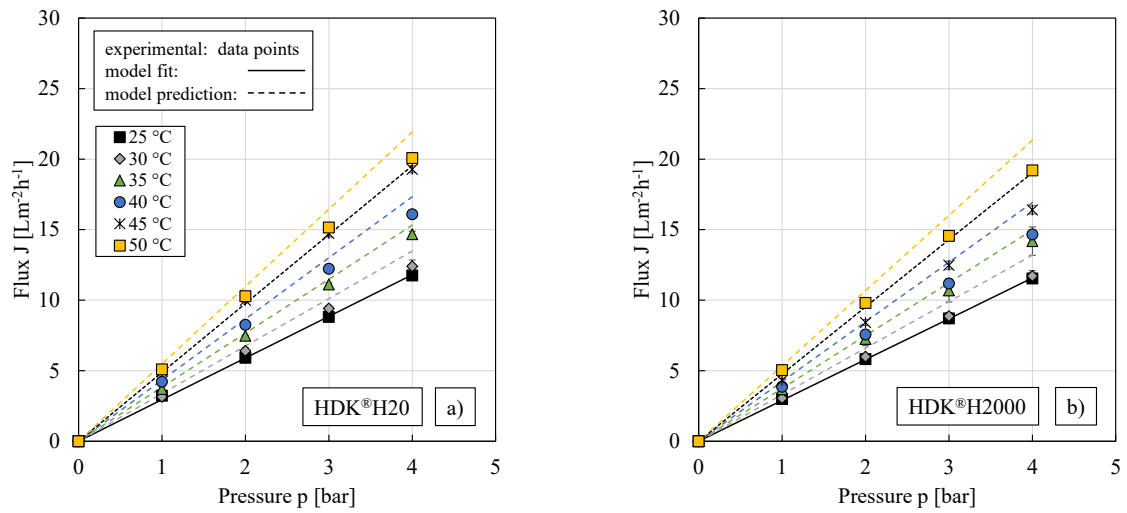 30
25
20
15
10
5
0
Flux J [Lm-2h-1]
experimental: data points
model fit:
model prediction:
25 °C
30 °C
35 °C
40 °C
45 °C
50 °C
HDK®H20
a)
0 1 2 3 4 5
Pressure p [bar]
30
25
20
15
10
5
0
Flux J [Lm-2h-1]
HDK®H2000
b)
0 1 2 3 4 5
Pressure p [bar]